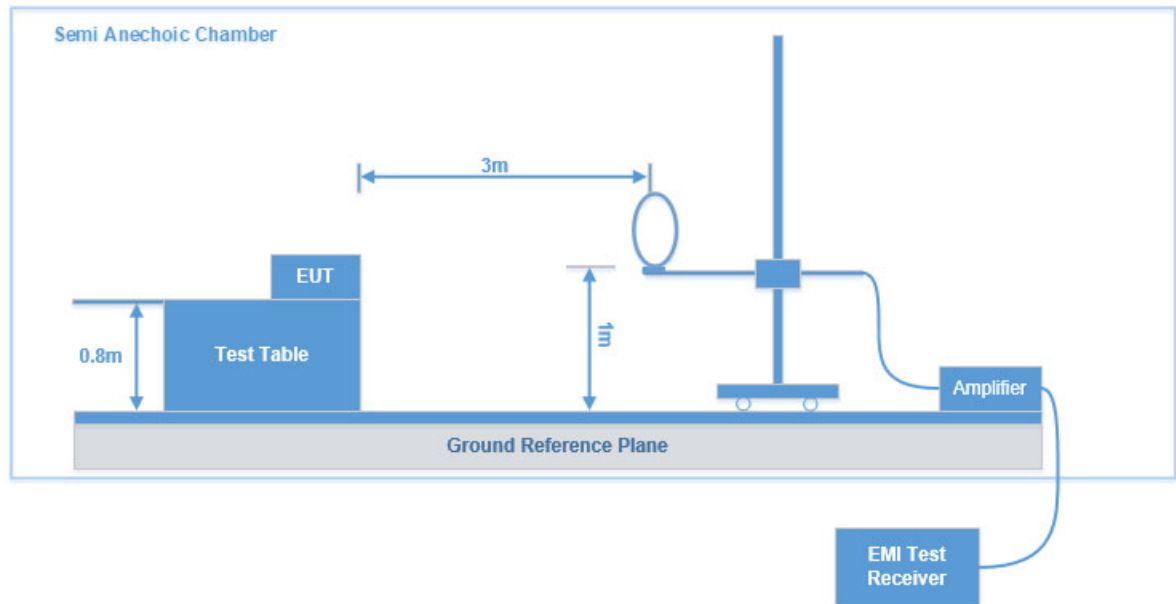 Semi Anechoic Chamber
3m
EUT
1m
0.8m
Test Table
Amplifier
Ground Reference Plane
EMI Test
Receiver